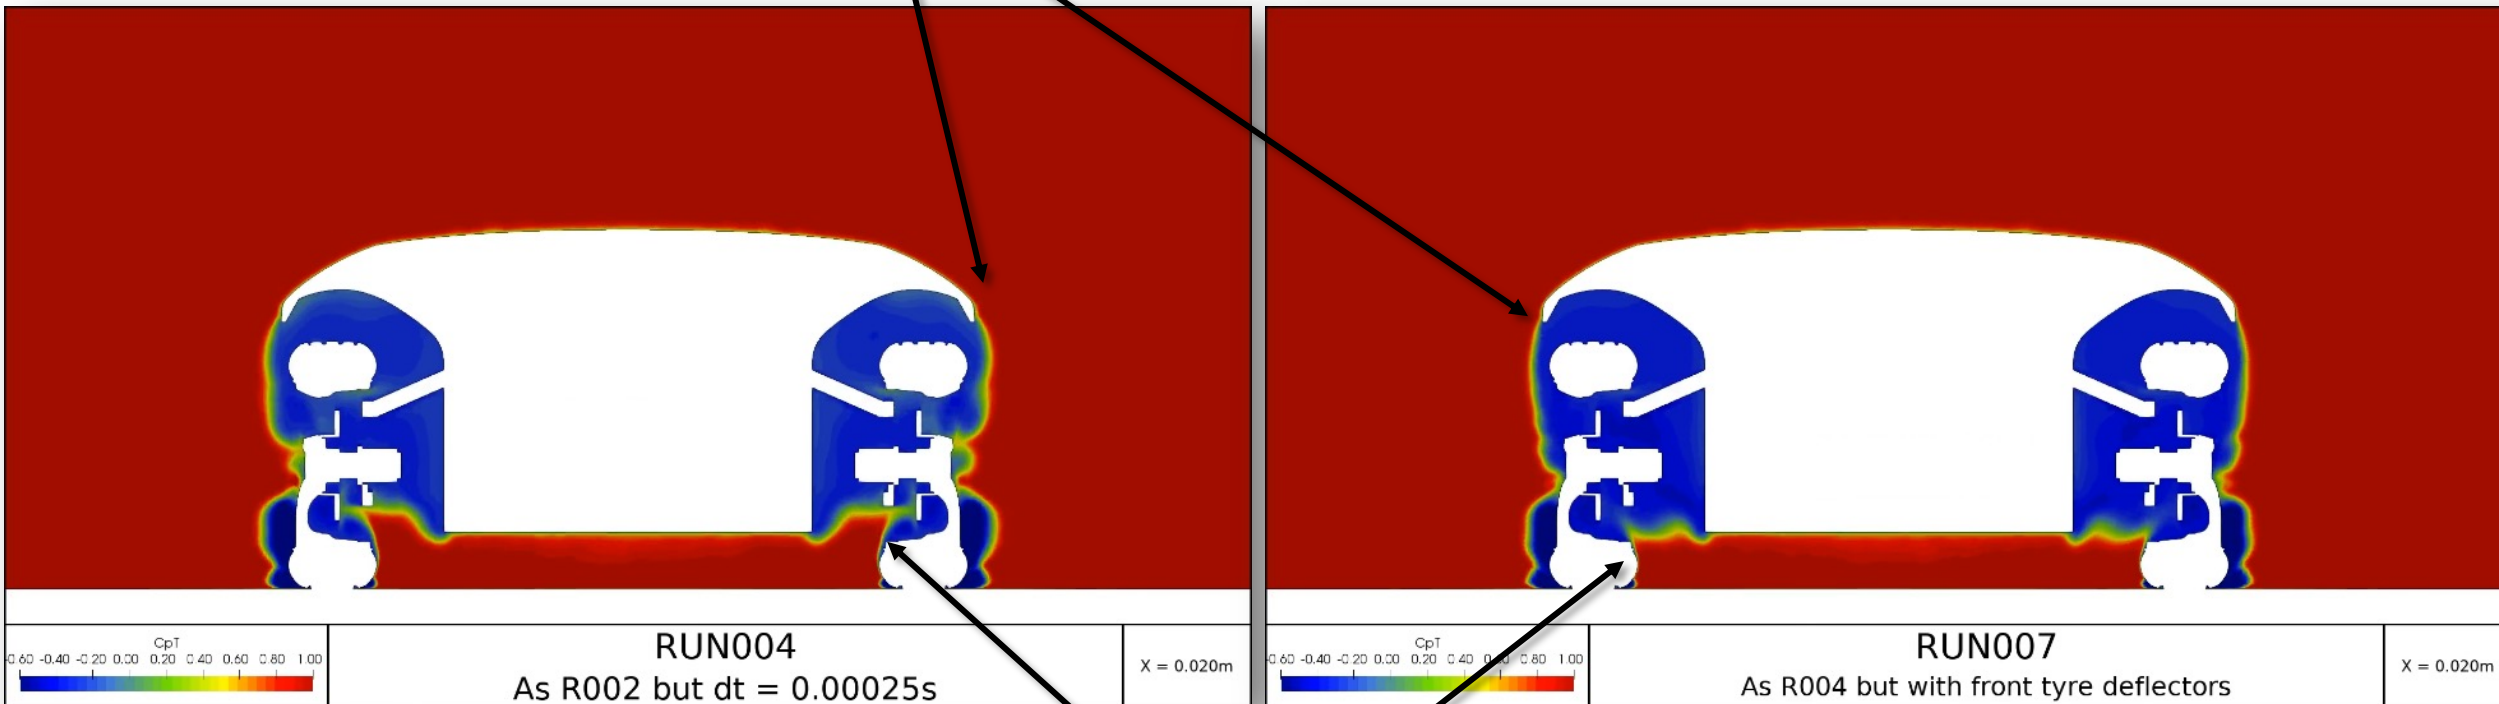 CpT
-0.60 -0.40 -0.20 0.00 0.20 0.40 0.60 0.80 1.00
RUN004
As R002 but dt = 0.00025s
X = 0.020m
CpT
-0.60 -0.40 -0.20 0.00 0.20 0.40 0.80 1.00
RUN007
As R004 but with front tyre deflectors
X = 0.020m